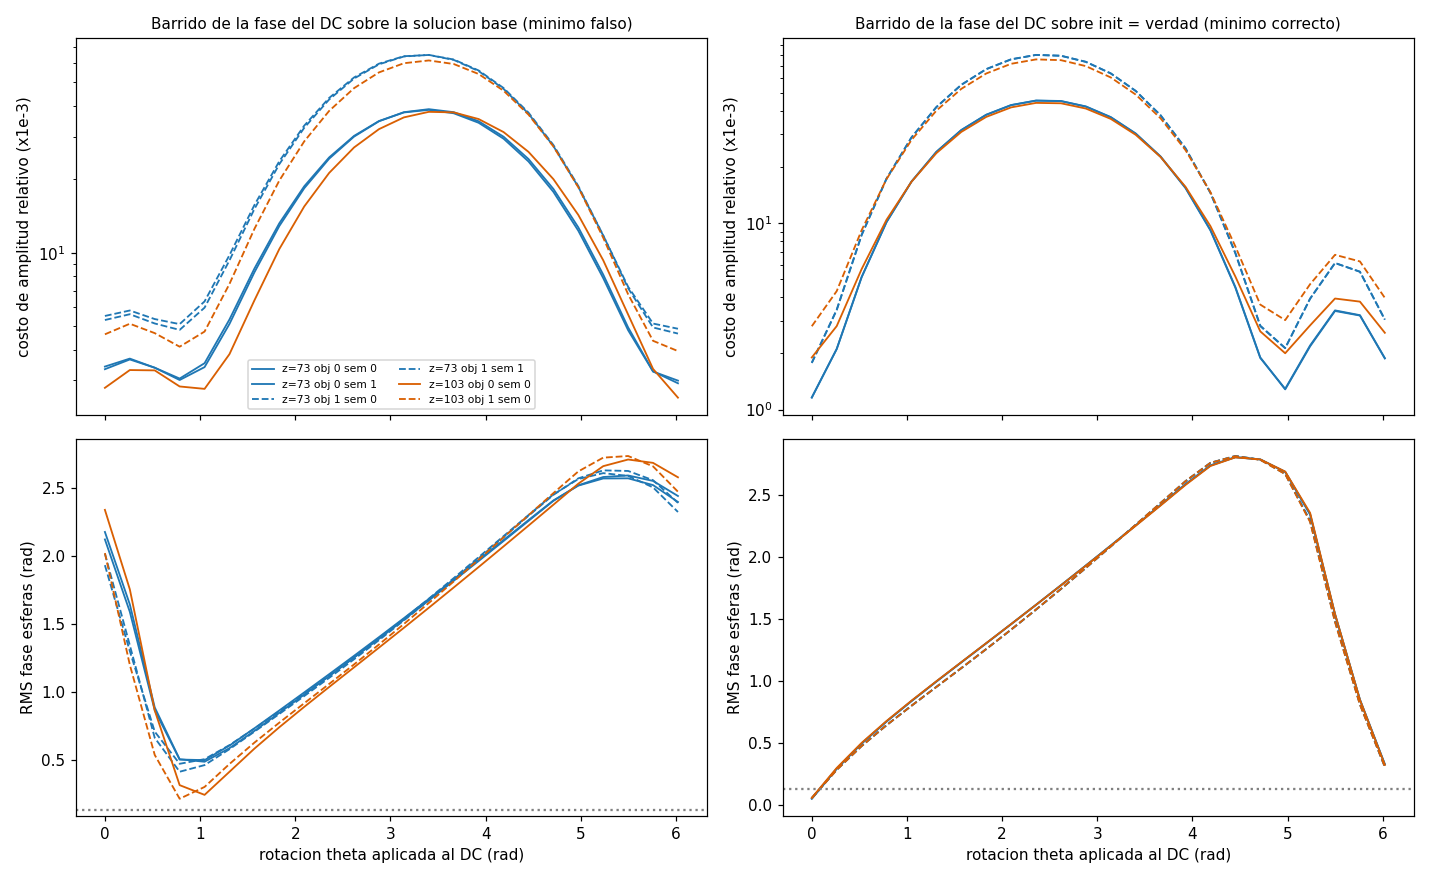 Barrido de la fase del DC sobre la solucion base (minimo falso)
costo de amplitud relativo (x1e-3)
10¹
z=73 obj 0 sem 0
z=73 obj 0 sem 1
z=73 obj 1 sem 0
z=73 obj 1 sem 1
z=103 obj 0 sem 0
z=103 obj 1 sem 0
Barrido de la fase del DC sobre init = verdad (minimo correcto)
costo de amplitud relativo (x1e-3)
10¹
10⁰
RMS fase esferas (rad)
2.5
2.0
1.5
1.0
0.5
0 1 2 3 4 5 6
rotacion theta aplicada al DC (rad)
RMS fase esferas (rad)
2.5
2.0
1.5
1.0
0.5
0.0
0 1 2 3 4 5 6
rotacion theta aplicada al DC (rad)